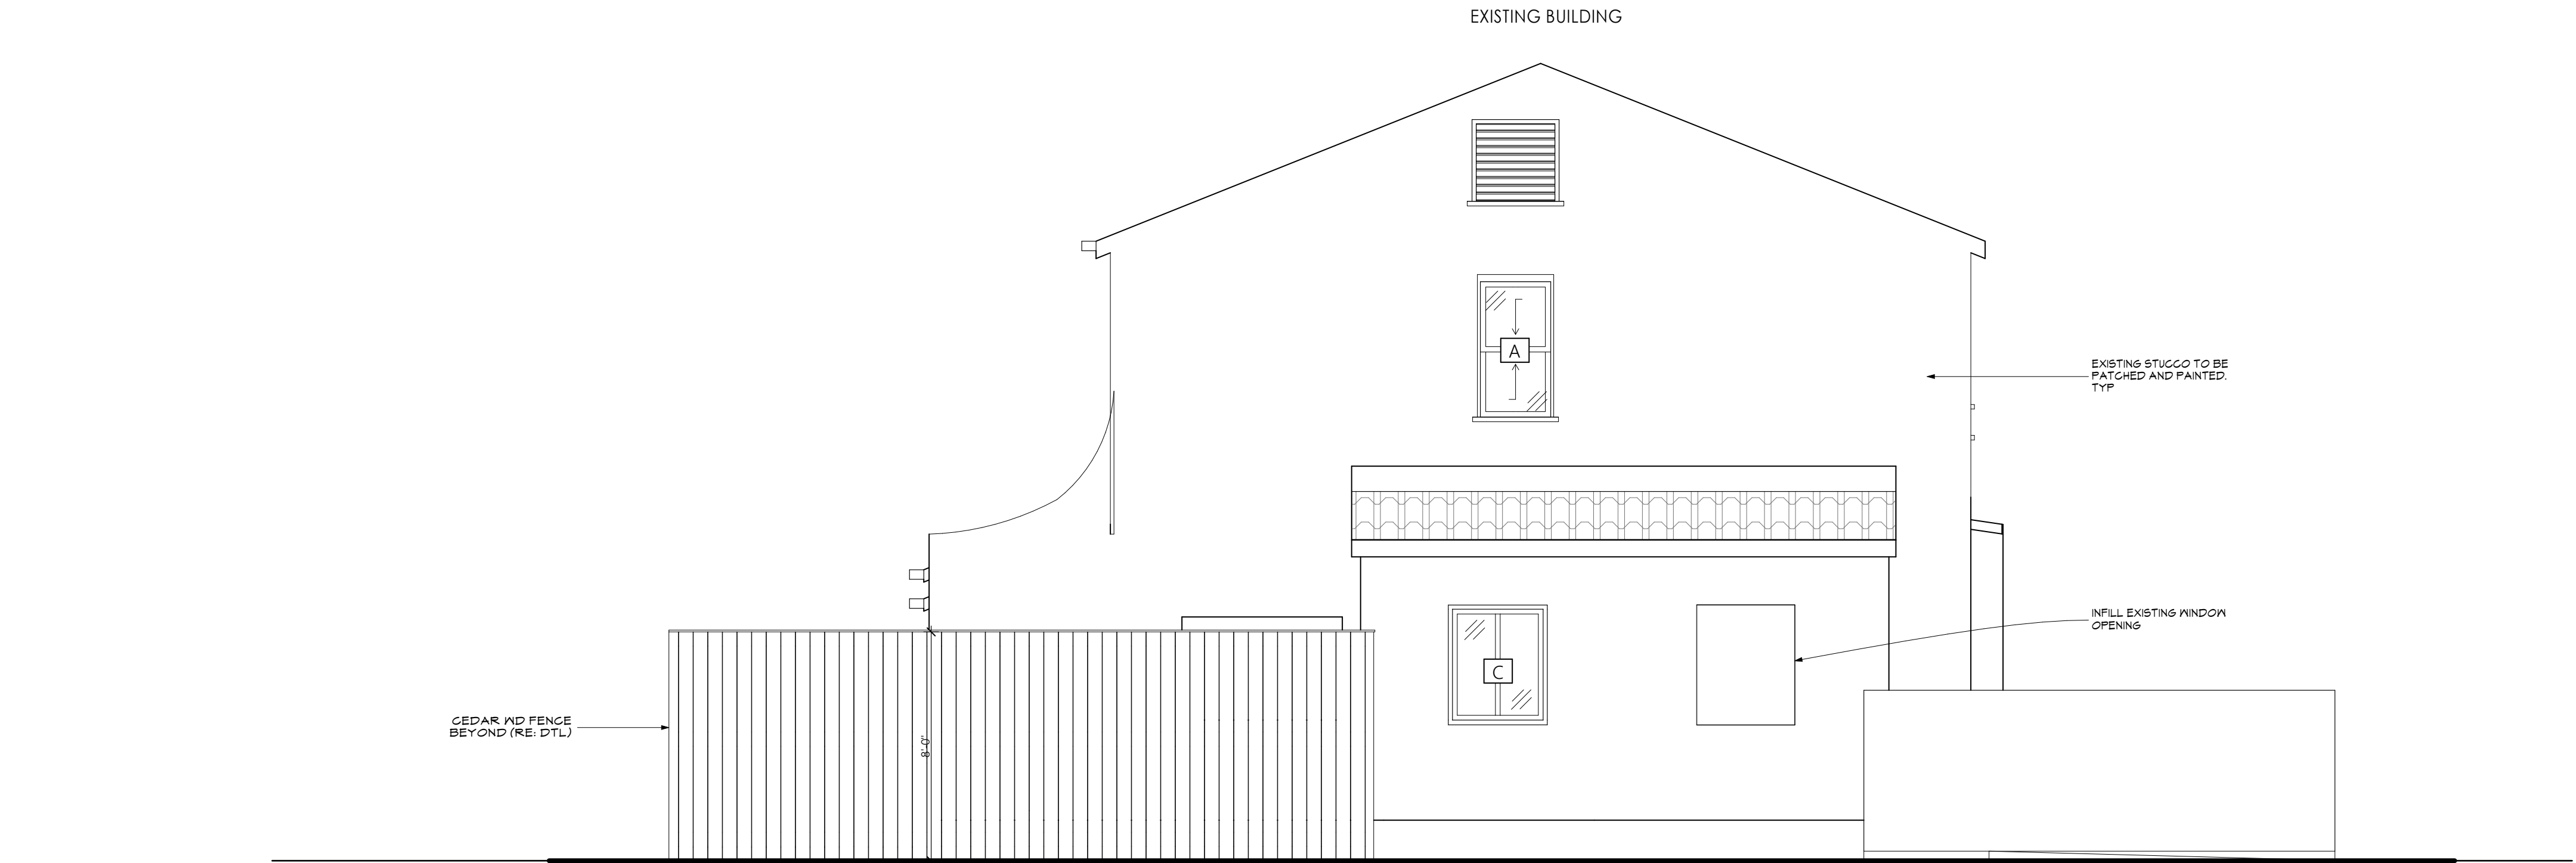 EXISTING BUILDING
A
EXISTING STUCCO TO BE
PATCHED AND PAINTED.
TYP
INFILL EXISTING WINDOW
OPENING
C
CEDAR WD FENCE
BEYOND (RE: DTL)
8'-0"